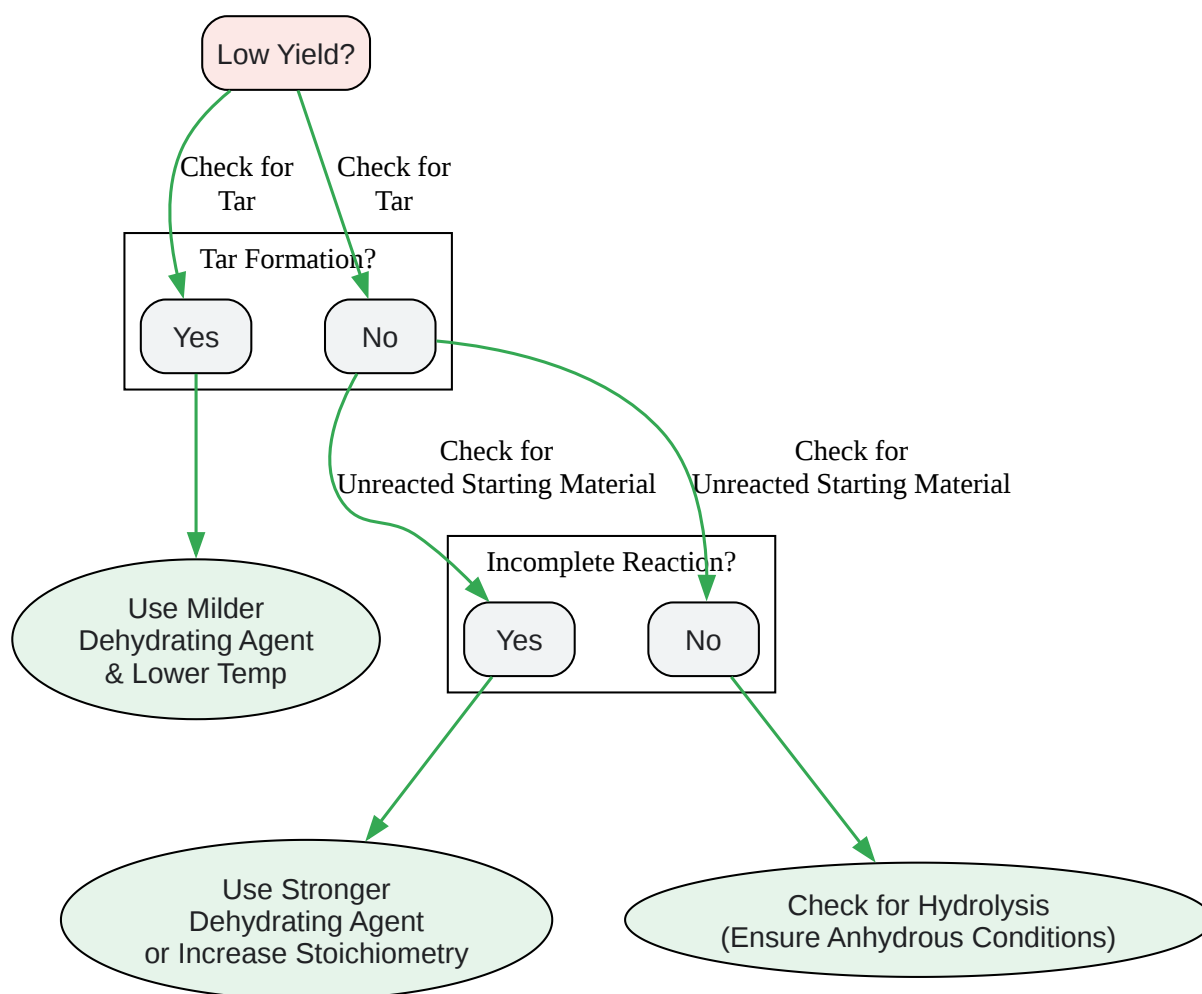 Low Yield?
Check for
Tar
Check for
Tar
Tar Formation?
Yes
No
Check for
Unreacted Starting Material
Check for
Unreacted Starting Material
Incomplete Reaction?
Use Milder
Dehydrating Agent
& Lower Temp
Yes
No
Use Stronger
Dehydrating Agent
or Increase Stoichiometry
Check for Hydrolysis
(Ensure Anhydrous Conditions)